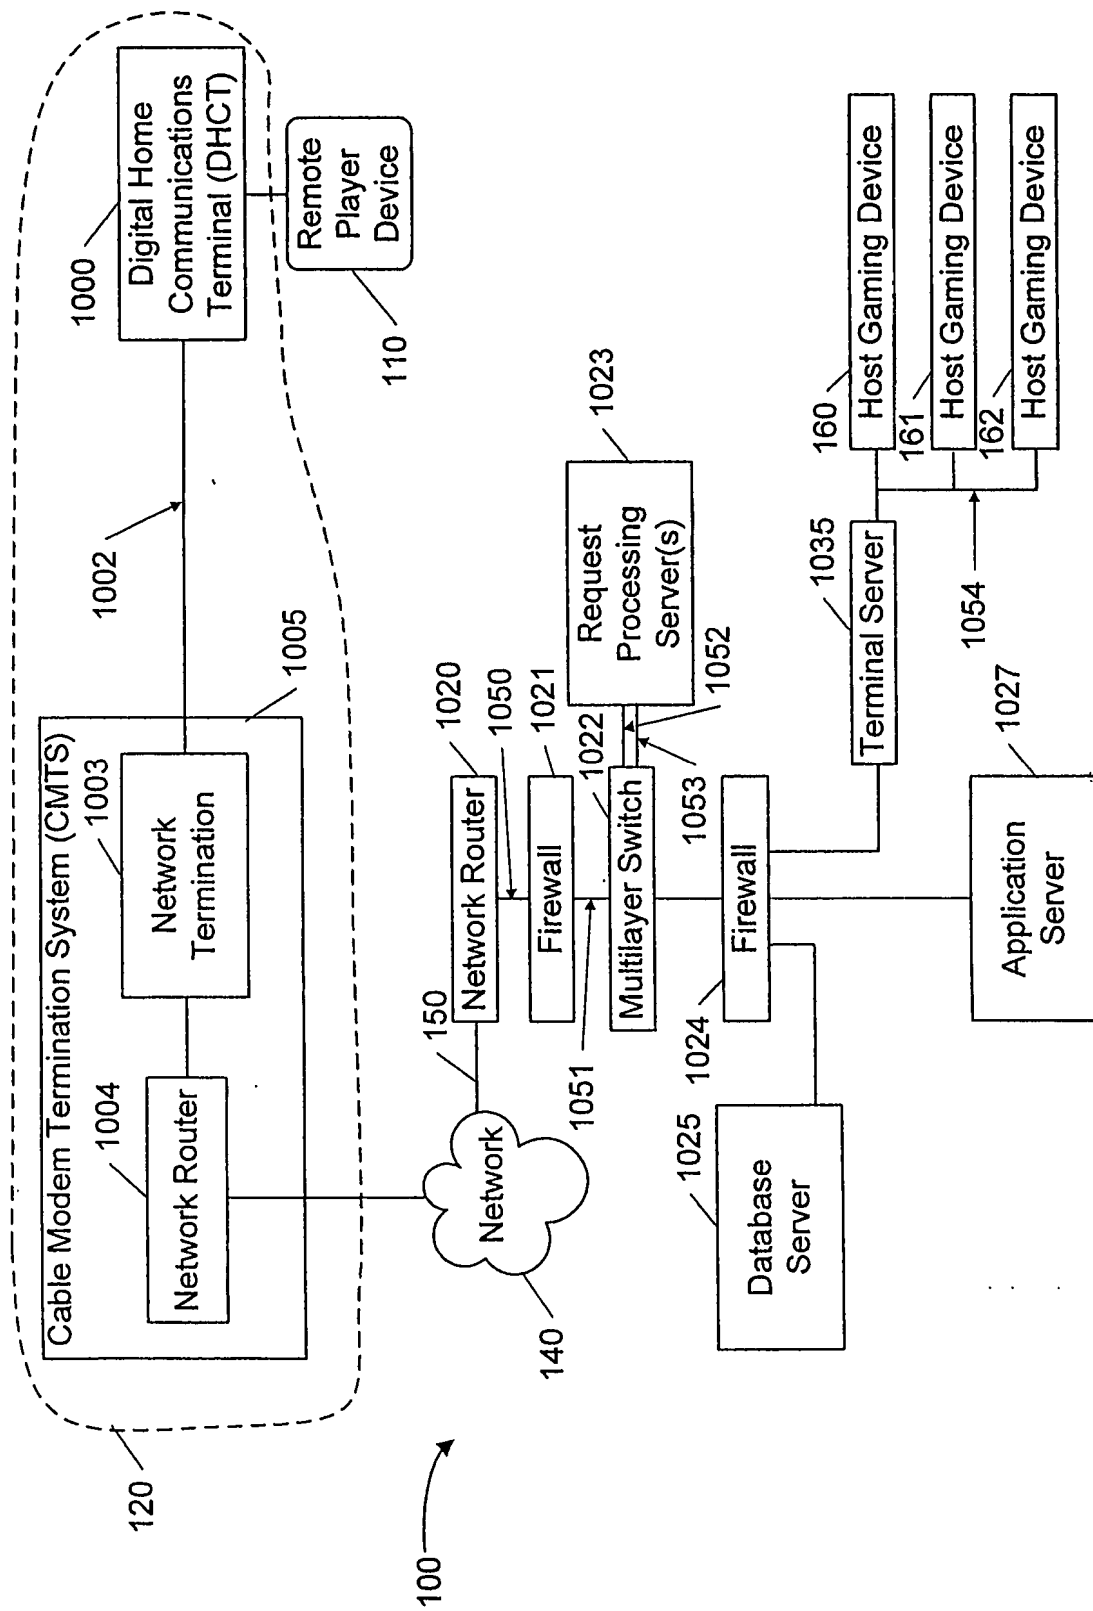 Cable Modem Termination System (CMTS)
1005
Network Router
1004
Network
Termination
1003
1002
Digital Home
Communications
Terminal (DHCT)
1000
Remote
Player
Device
110
120
100
Network
140
150
Network Router
1020
1050
Firewall
1021
1051
Multilayer Switch
1022
1052
1053
Request
Processing
Server(s)
1023
Firewall
1024
Database
Server
1025
Application
Server
1027
Terminal Server
1035
1054
Host Gaming Device
160
Host Gaming Device
161
Host Gaming Device
162